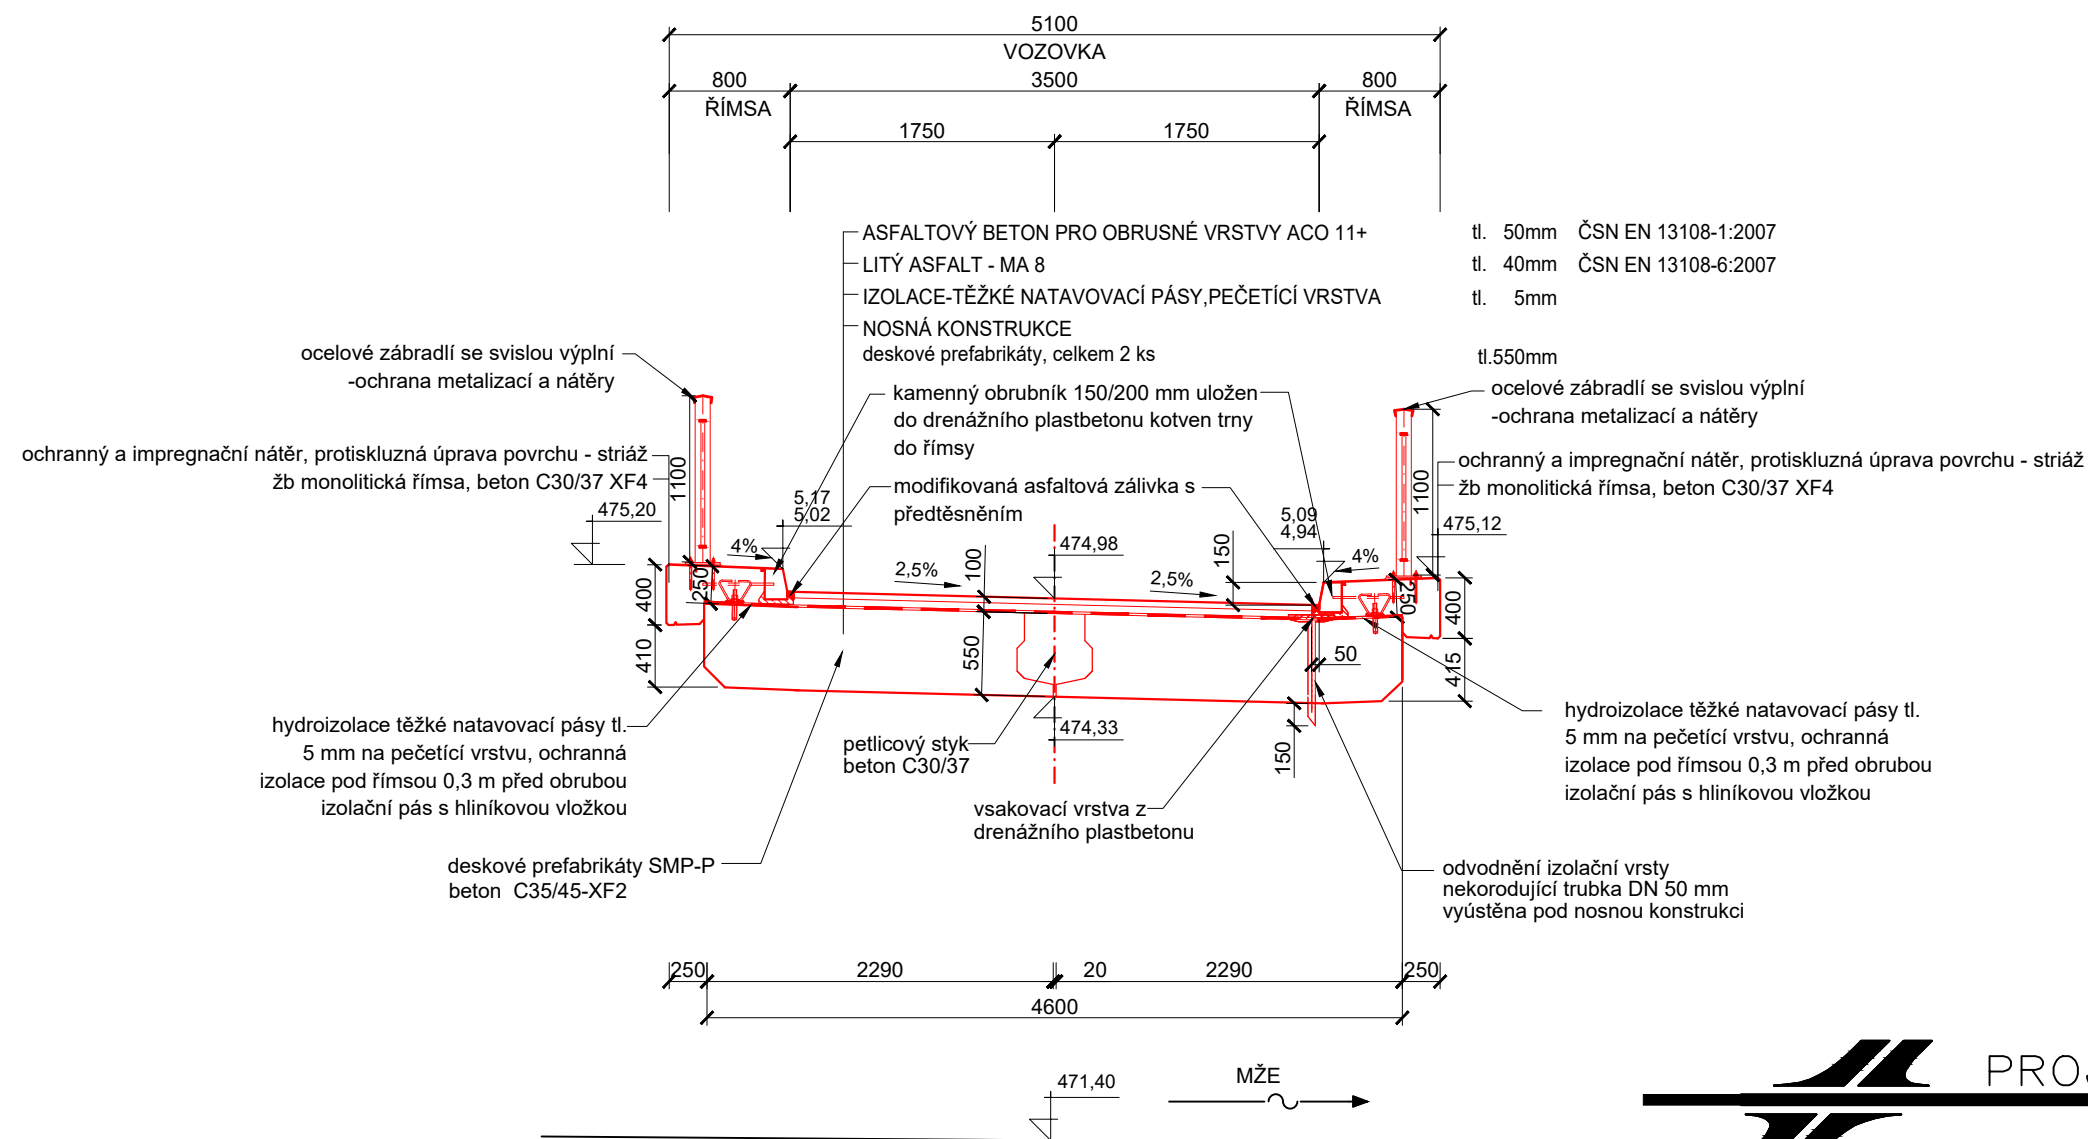 5100
VOZOVKA
800
3500
800
ŘÍMSA
ŘÍMSA
1750
1750
ASFALTOVÝ BETON PRO OBRUSNÉ VRSTVY ACO 11+
tl. 50mm ČSN EN 13108-1:2007
LITÝ ASFALT - MA 8
tl. 40mm ČSN EN 13108-6:2007
IZOLACE-TĚŽKÉ NATAVOVACÍ PÁSY,PEČETÍCÍ VRSTVA
tl. 5mm
NOSNÁ KONSTRUKCE
deskové prefabrikáty, celkem 2 ks
tl.550mm
ocelové zábradlí se svislou výplní
-ochrana metalizací a nátěry
kamenný obrubník 150/200 mm uložen
do drenážního plastbetonu kotven trny
do římsy
ocelové zábradlí se svislou výplní
-ochrana metalizací a nátěry
ochranný a impregnační nátěr, protiskluzná úprava povrchu - striáž
žb monolitická římsa, beton C30/37 XF4
modifikovaná asfaltová zálivka s
předtěsněním
ochranný a impregnační nátěr, protiskluzná úprava povrchu - striáž
žb monolitická římsa, beton C30/37 XF4
1100
1100
475,20
5,17
5,02
5,09
4,94
475,12
4%
474,98
150
4%
2,5%
100
2,5%
250
250
400
400
410
550
50
415
474,33
150
hydroizolace těžké natavovací pásy tl.
5 mm na pečetící vrstvu, ochranná
izolace pod římsou 0,3 m před obrubou
izolační pás s hliníkovou vložkou
petlicový styk
beton C30/37
hydroizolace těžké natavovací pásy tl.
5 mm na pečetící vrstvu, ochranná
izolace pod římsou 0,3 m před obrubou
izolační pás s hliníkovou vložkou
vsakovací vrstva z
drenážního plastbetonu
deskové prefabrikáty SMP-P
beton C35/45-XF2
odvodnění izolační vrsty
nekorodující trubka DN 50 mm
vyústěna pod nosnou konstrukci
250
2290
20
2290
250
4600
471,40
MŽE